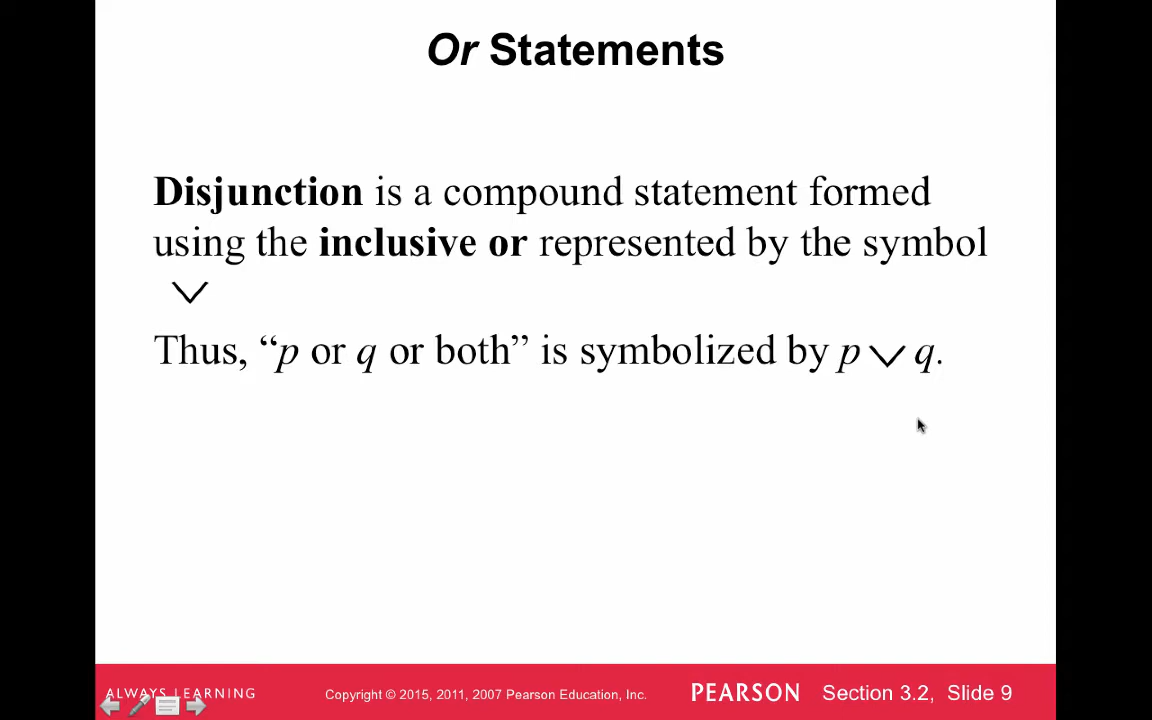 Or Statements
Disjunction is a compound statement formed
using the inclusive or represented by the symbol
∨
Thus, “p or q or both” is symbolized by p ∨ q.
ALWAYS LEARNING
Copyright © 2015, 2011, 2007 Pearson Education, Inc.
PEARSON
Section 3.2, Slide 9